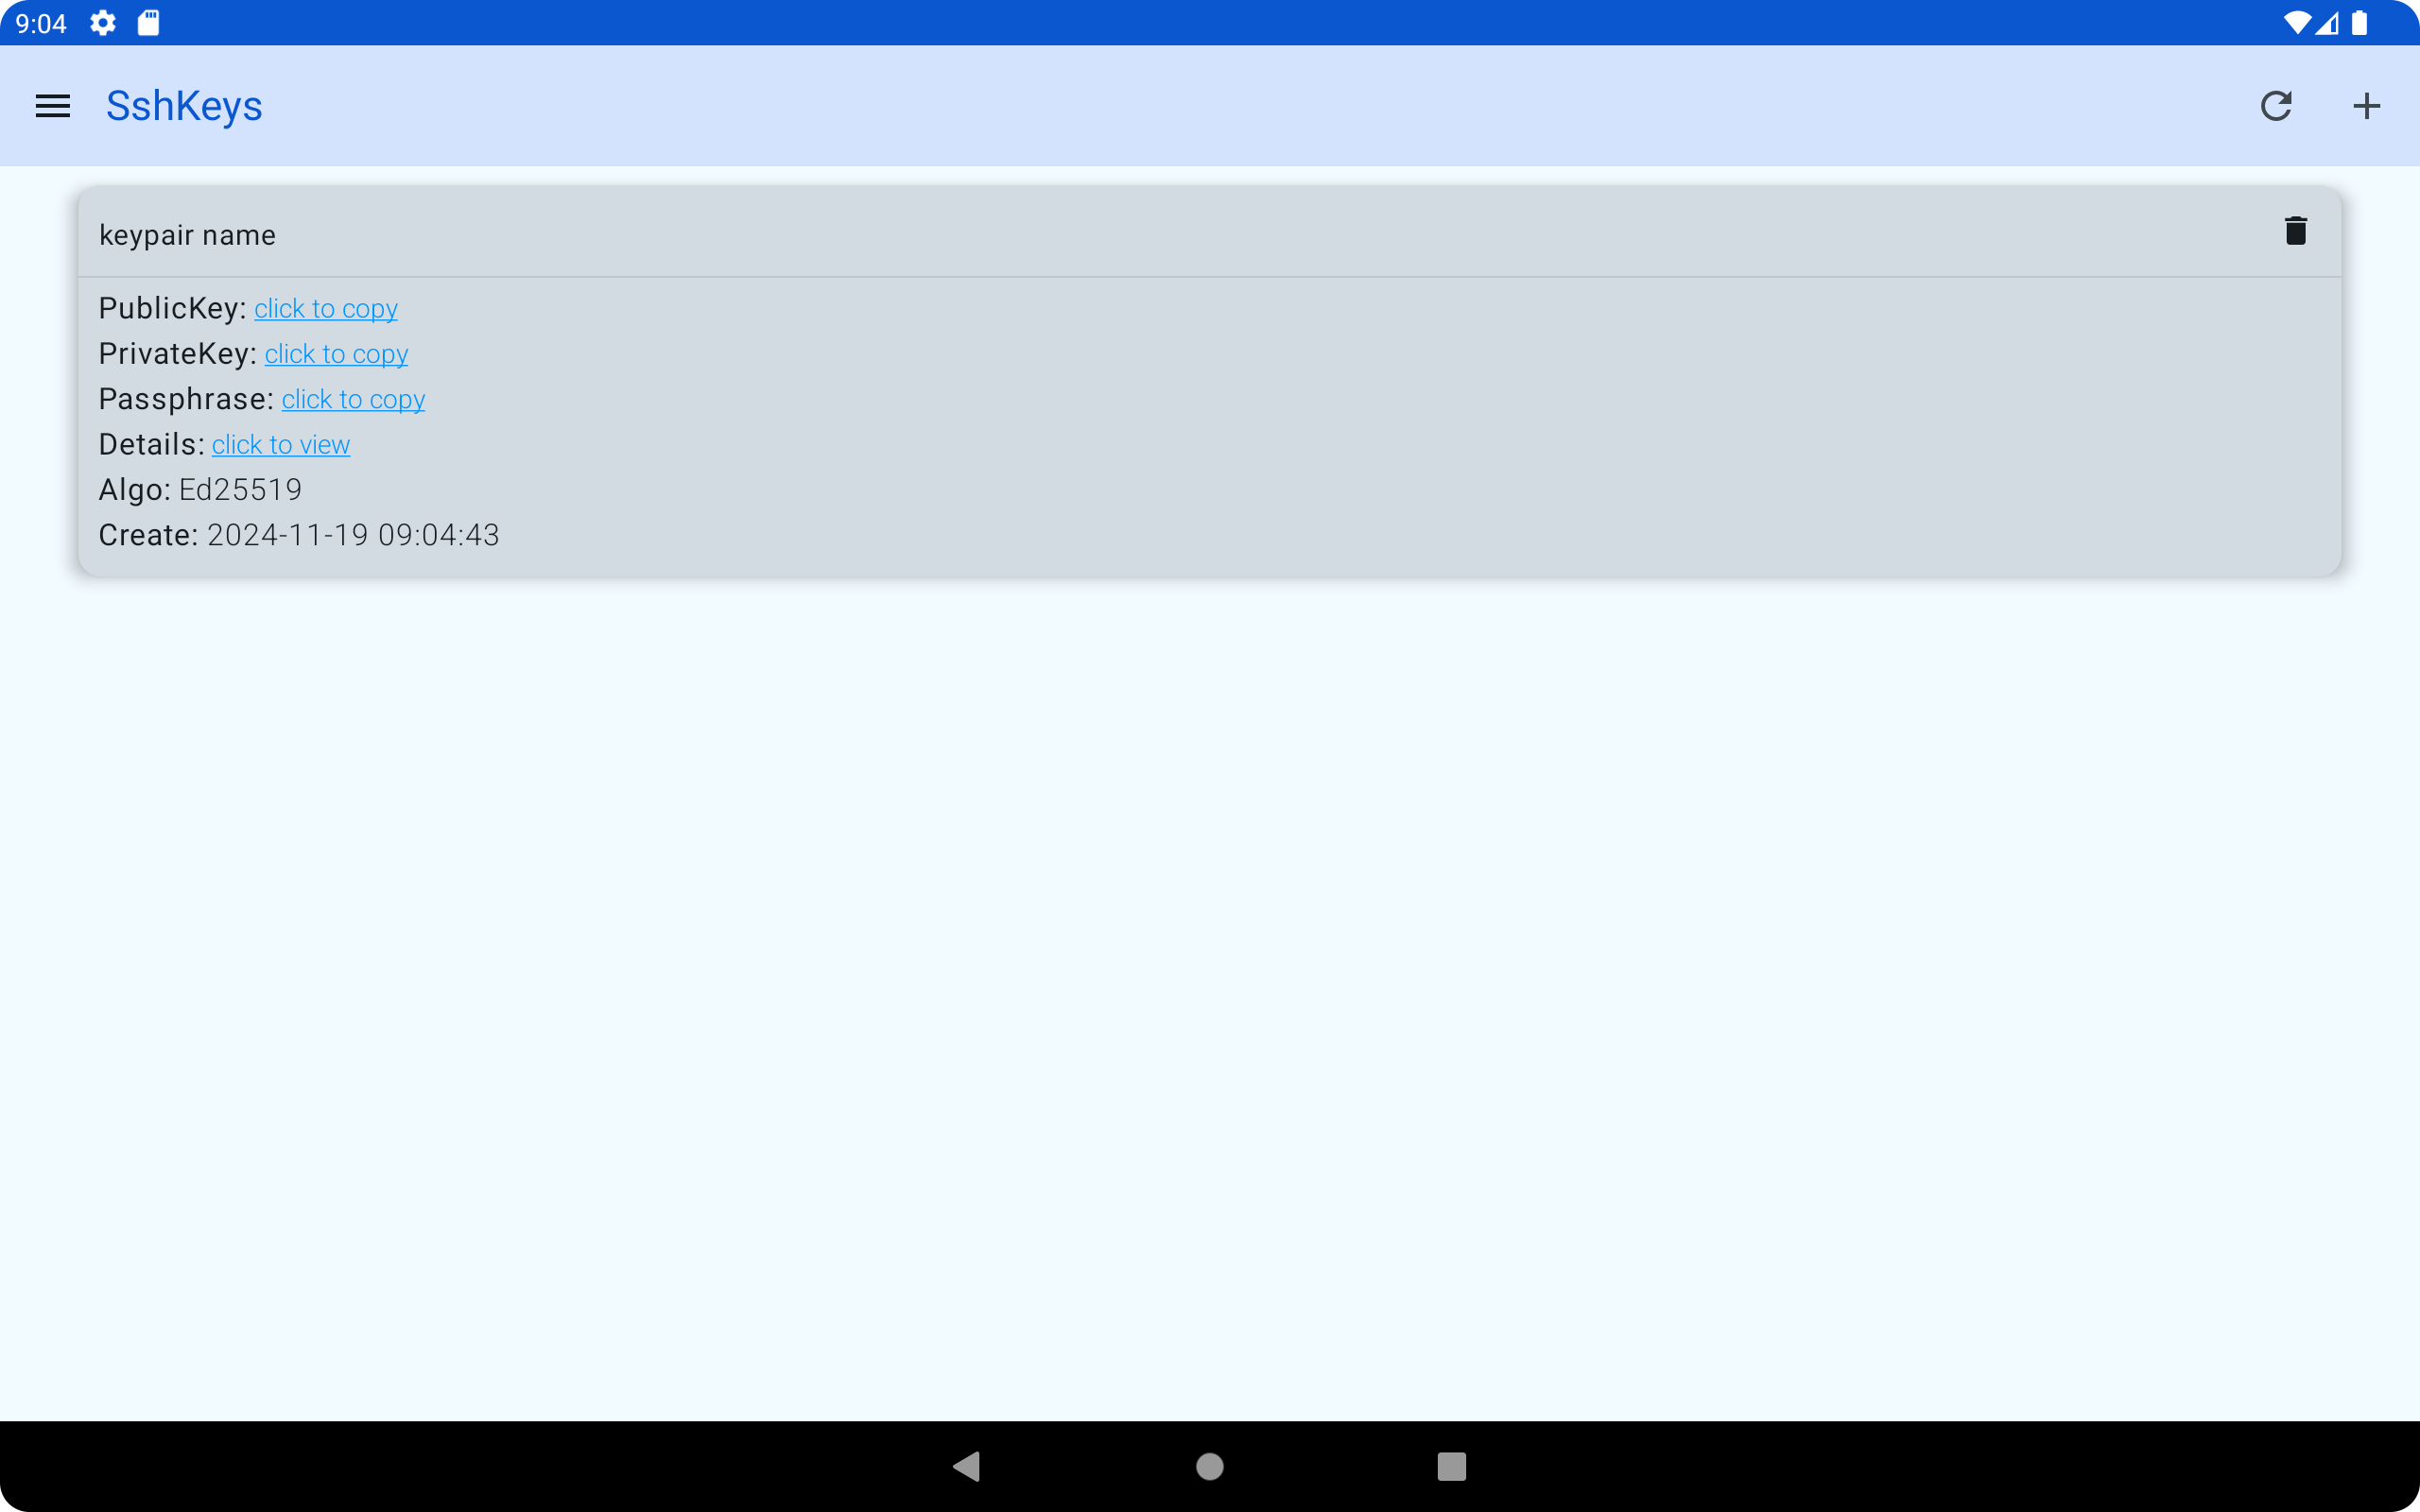 9:04
SshKeys
keypair name
PublicKey: click to copy
PrivateKey: click to copy
Passphrase: click to copy
Details: click to view
Algo: Ed25519
Create: 2024-11-19 09:04:43